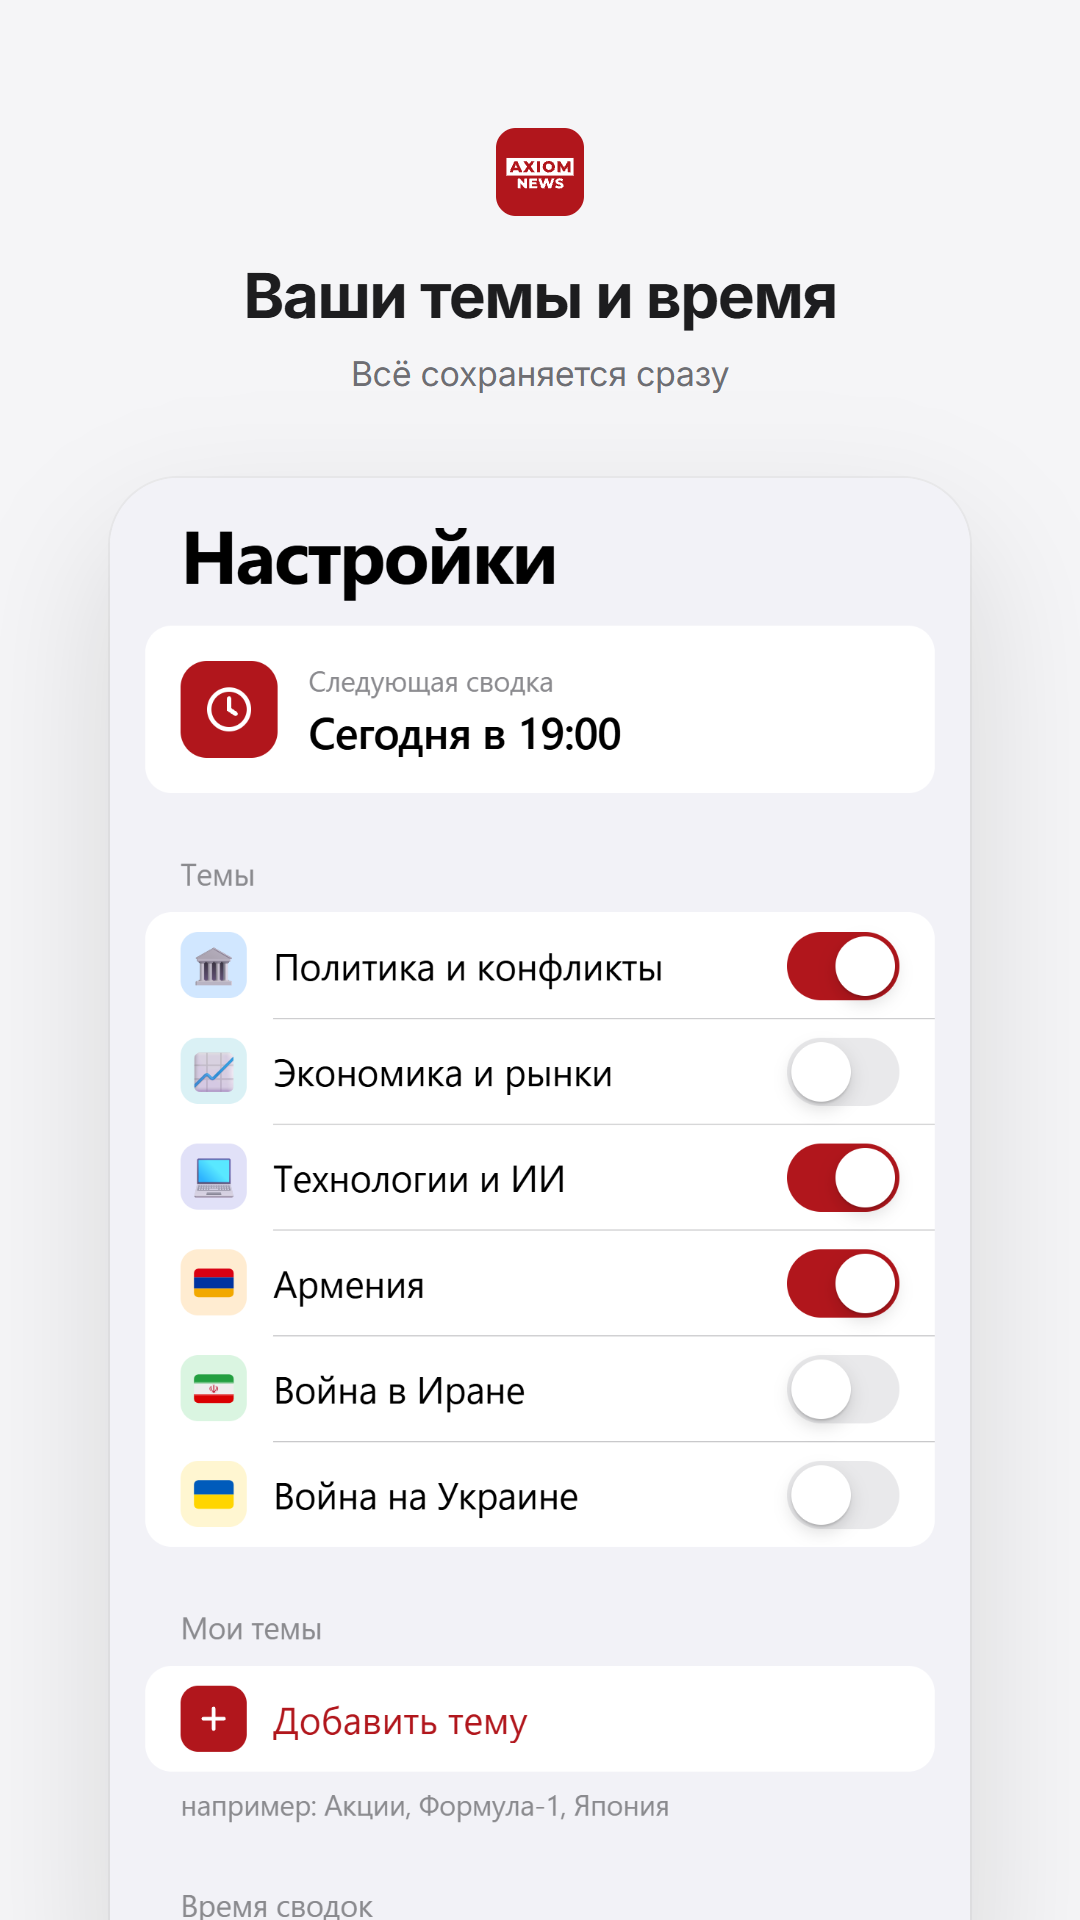 AXIOM
NEWS
Ваши темы и время
Всё сохраняется сразу
Настройки
Следующая сводка
Сегодня в 19:00
Темы
Политика и конфликты
Экономика и рынки
Технологии и ИИ
Армения
Война в Иране
Война на Украине
Мои темы
Добавить тему
например: Акции, Формула-1, Япония
Время сводок